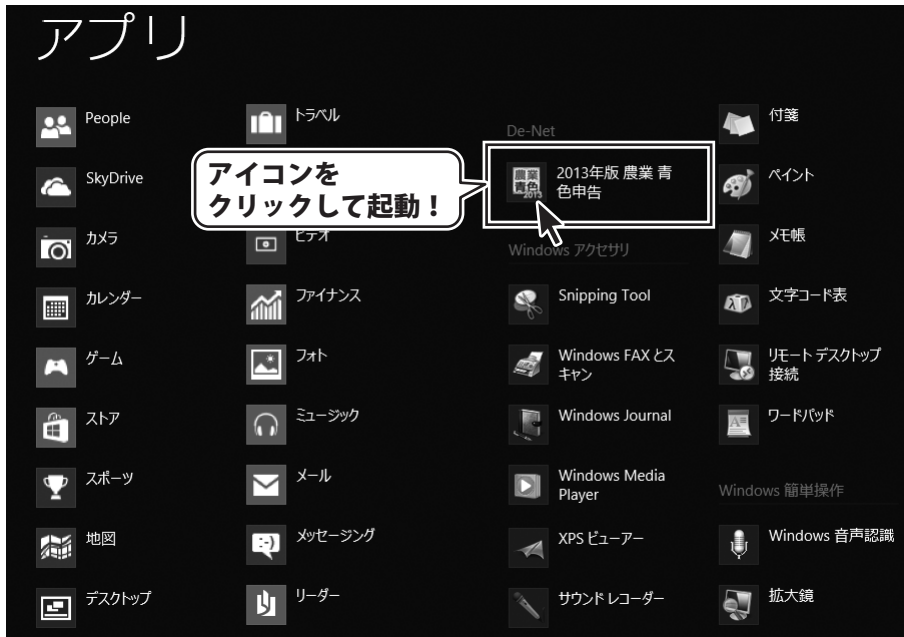 アプリ
People
SkyDrive
カメラ
カレンダー
ゲーム
ストア
スポーツ
地図
デスクトップ
トラベル
アイコンを
クリックして起動！
ビデオ
ファイナンス
フォト
ミュージック
メール
メッセージング
リーダー
De-Net
農業
青色
2013
2013年版 農業 青
色申告
Windows アクセサリ
Snipping Tool
Windows FAX とス
キャン
Windows Journal
Windows Media
Player
XPS ビューアー
サウンド レコーダー
付箋
ペイント
メモ帳
文字コード表
リモート デスクトップ
接続
ワードパッド
Windows 簡単操作
Windows 音声認識
拡大鏡